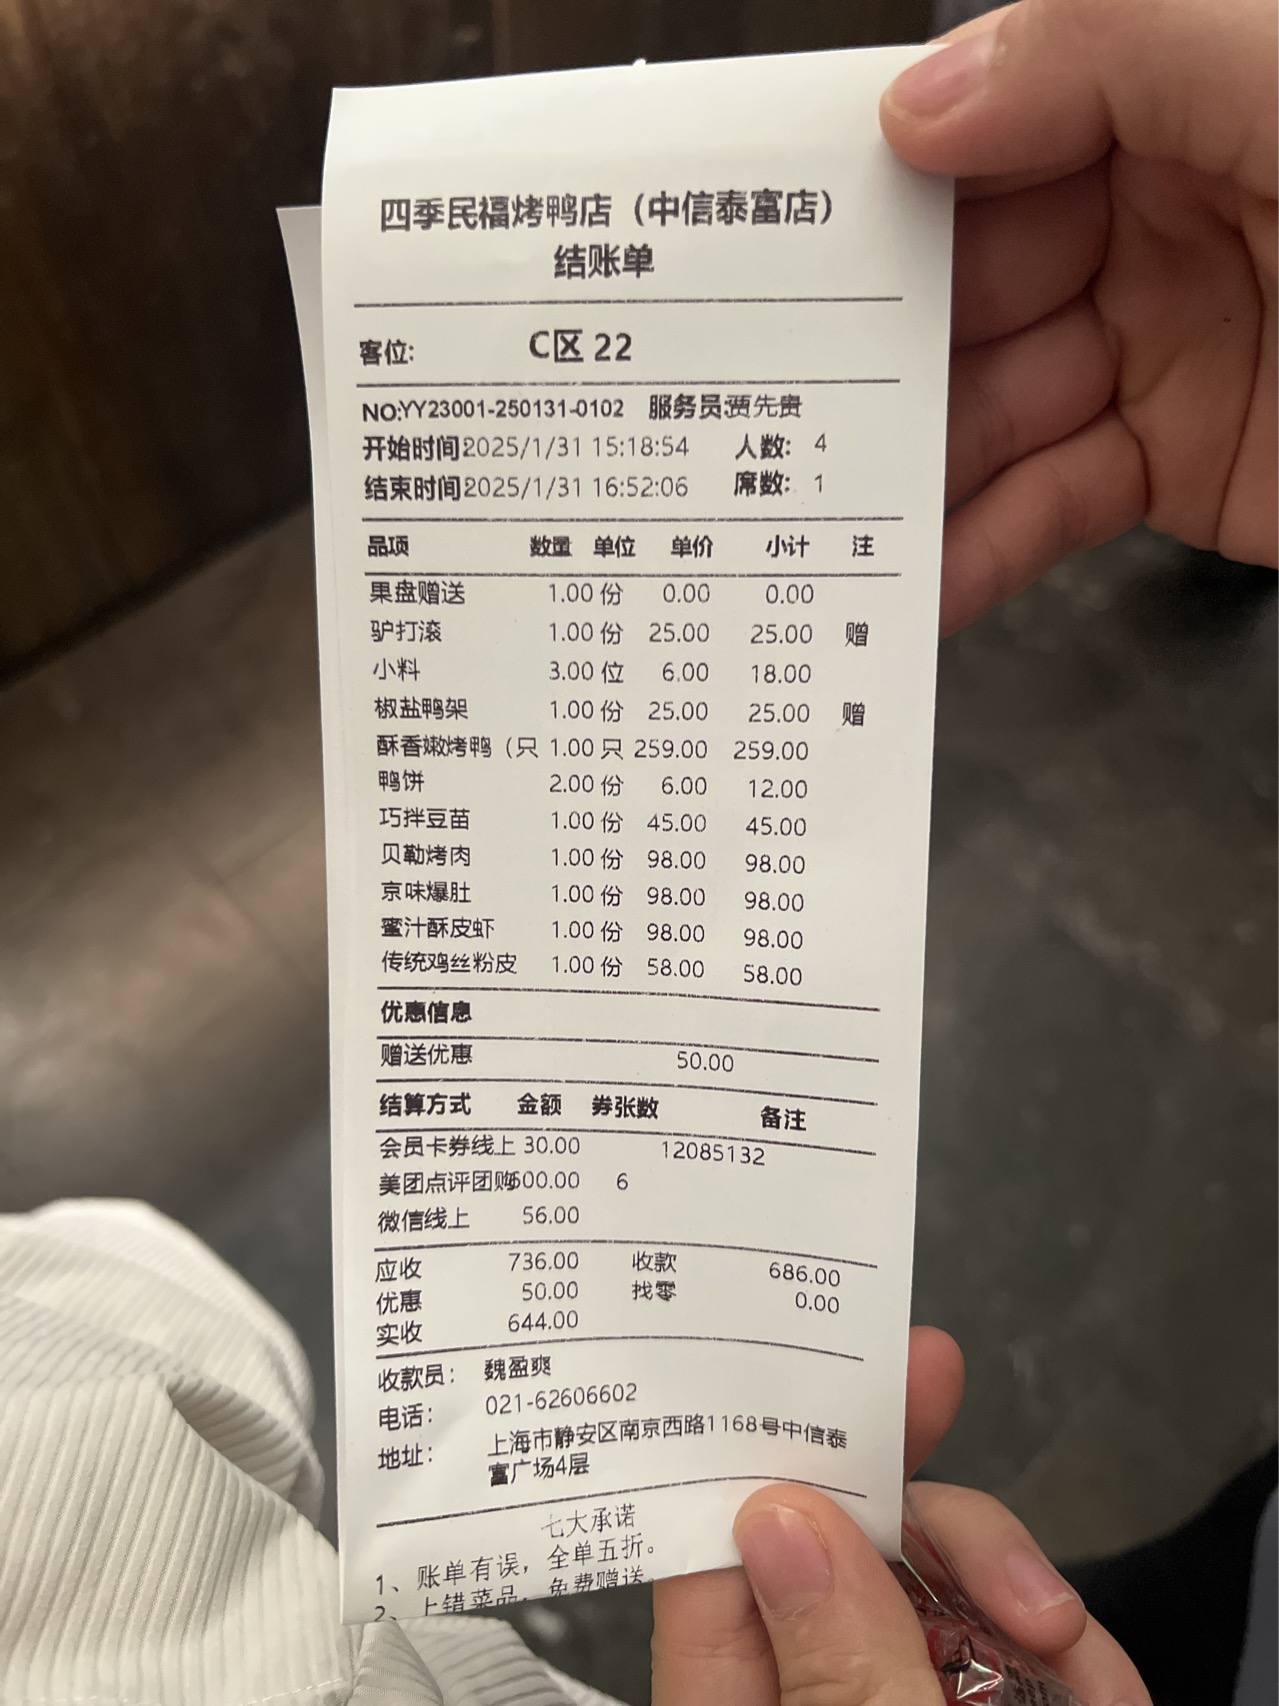 四季民福烤鸭店（中信泰富店）
结账单
客位: C区 22
NO:YY23001-250131-0102 服务员:贾先贵
开始时间2025/1/31 15:18:54 人数: 4
结束时间2025/1/31 16:52:06 席数: 1
品项 数量 单位 单价 小计 注
果盘赠送 1.00 份 0.00 0.00
驴打滚 1.00 份 25.00 25.00 赠
小料 3.00 位 6.00 18.00
椒盐鸭架 1.00 份 25.00 25.00 赠
酥香嫩烤鸭（只 1.00 只 259.00 259.00
鸭饼 2.00 份 6.00 12.00
巧拌豆苗 1.00 份 45.00 45.00
贝勒烤肉 1.00 份 98.00 98.00
京味爆肚 1.00 份 98.00 98.00
蜜汁酥皮虾 1.00 份 98.00 98.00
传统鸡丝粉皮 1.00 份 58.00 58.00
优惠信息
赠送优惠 50.00
结算方式 金额 券张数 备注
会员卡券线上 30.00 12085132
美团点评团购600.00 6
微信线上 56.00
应收 736.00 收款 686.00
优惠 50.00 找零 0.00
实收 644.00
收款员: 魏盈爽
电话: 021-62606602
地址: 上海市静安区南京西路1168号中信泰
富广场4层
七大承诺
1、账单有误，全单五折。
2、上错菜品，免费赠送。